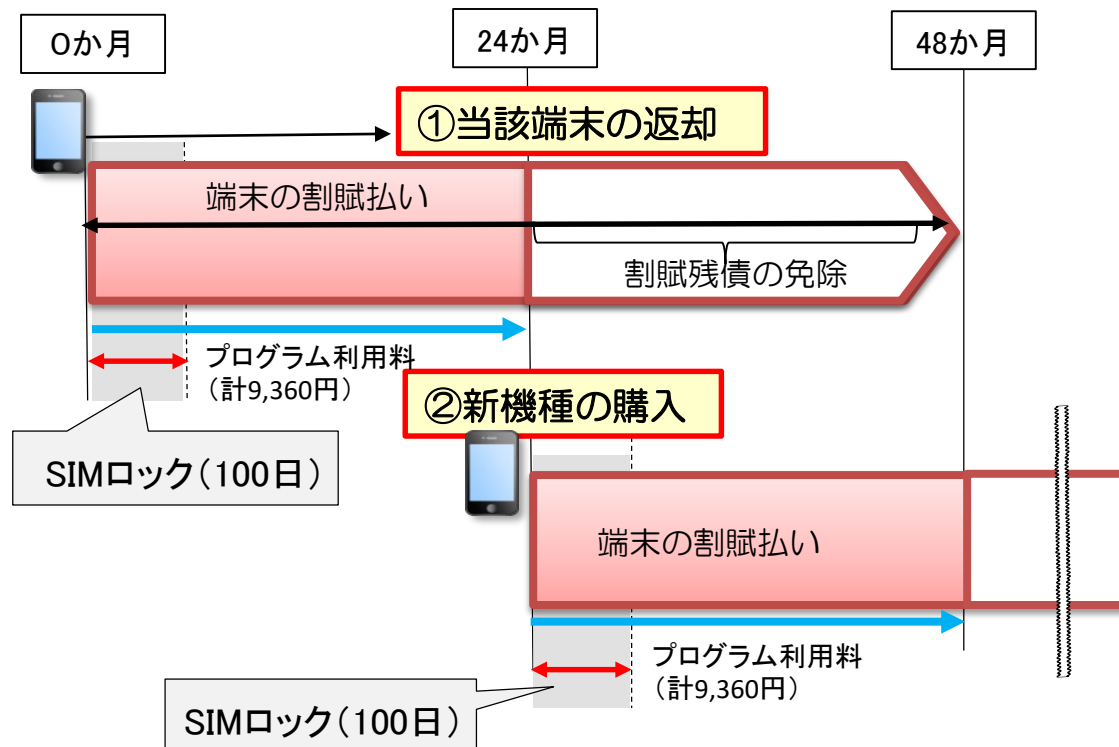 0か月
24か月
48か月
①当該端末の返却
端末の割賦払い
割賦残債の免除
プログラム利用料
（計9,360円）
SIMロック（100日）
②新機種の購入
端末の割賦払い
プログラム利用料
（計9,360円）
SIMロック（100日）